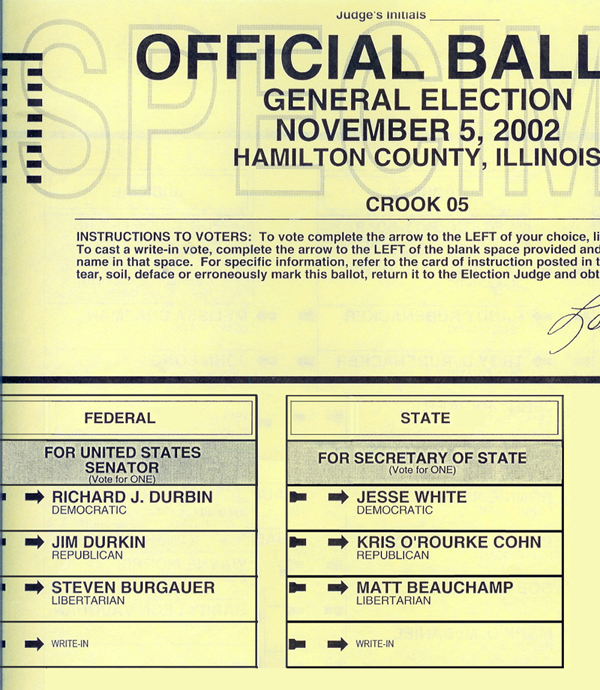 Judge's Initials
SPECIM
OFFICIAL BALL
GENERAL ELECTION
NOVEMBER 5, 2002
HAMILTON COUNTY, ILLINOIS
CROOK 05
INSTRUCTIONS TO VOTERS: To vote complete the arrow to the LEFT of your choice, li
To cast a write-in vote, complete the arrow to the LEFT of the blank space provided and
name in that space. For specific information, refer to the card of instruction posted in t
tear, soil, deface or erroneously mark this ballot, return it to the Election Judge and obt
FEDERAL
FOR UNITED STATES
SENATOR
(Vote for ONE)
RICHARD J. DURBIN
DEMOCRATIC
JIM DURKIN
REPUBLICAN
STEVEN BURGAUER
LIBERTARIAN
WRITE-IN
STATE
FOR SECRETARY OF STATE
(Vote for ONE)
JESSE WHITE
DEMOCRATIC
KRIS O'ROURKE COHN
REPUBLICAN
MATT BEAUCHAMP
LIBERTARIAN
WRITE-IN